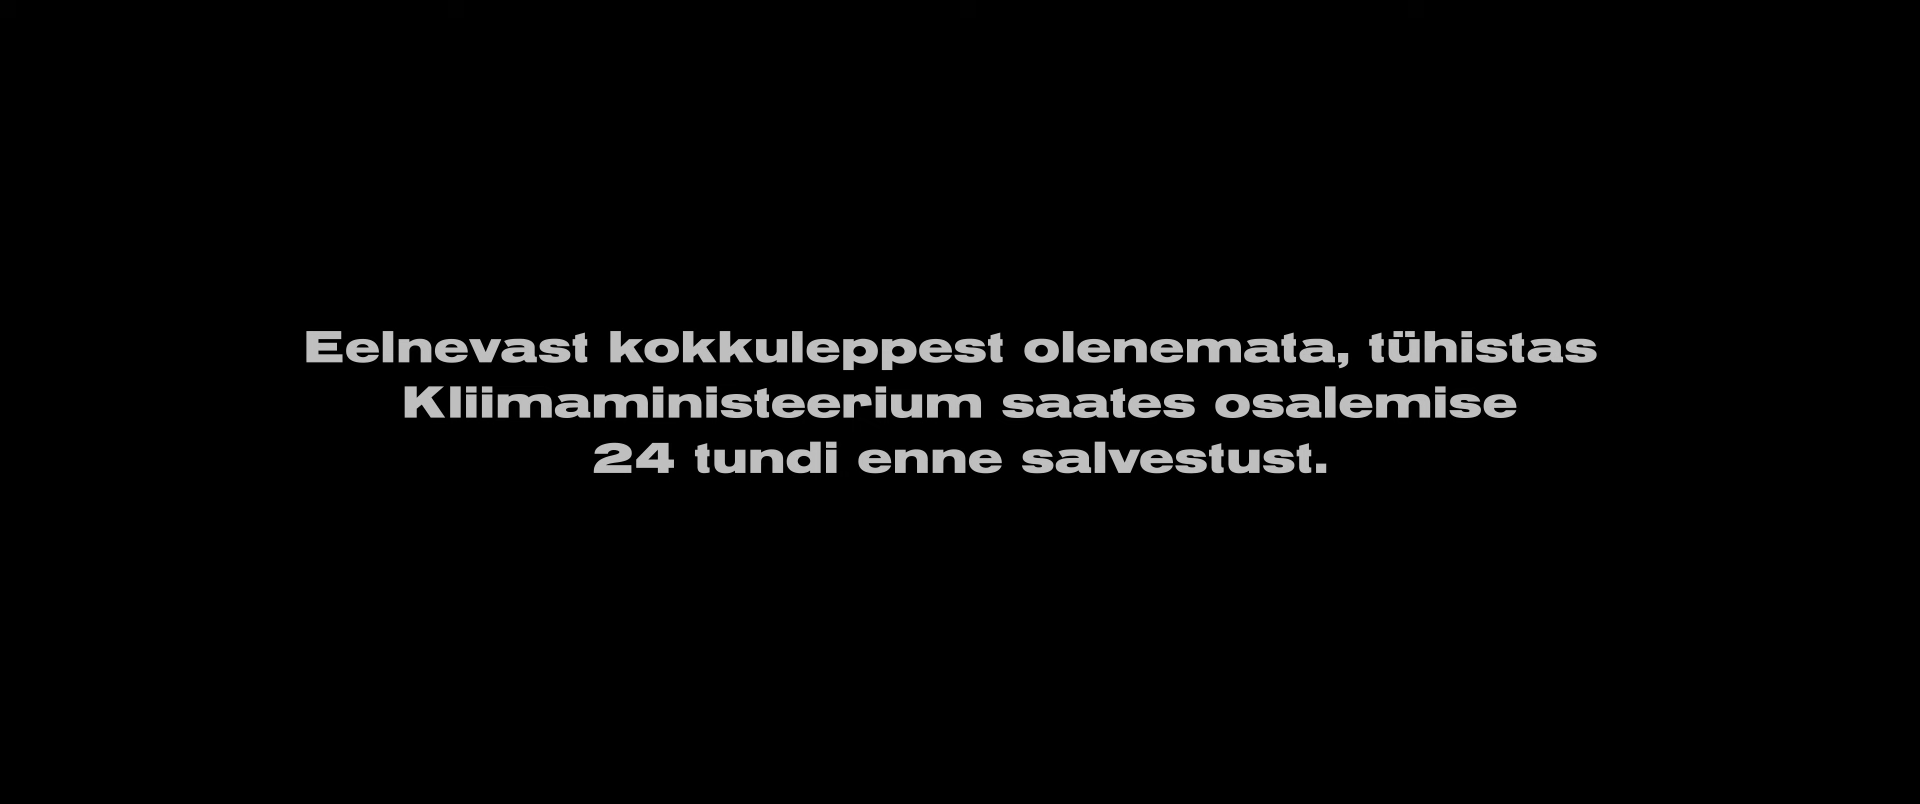 Eelnevast kokkuleppest olenemata, tühistas
Kliimaministeerium saates osalemise
24 tundi enne salvestust.